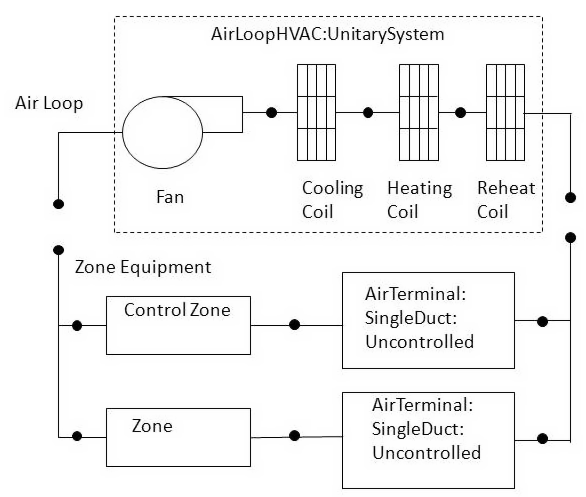 AirLoopHVAC:UnitarySystem
Air Loop
Fan
Cooling
Coil
Heating
Coil
Reheat
Coil
Zone Equipment
Control Zone
AirTerminal:
SingleDuct:
Uncontrolled
Zone
AirTerminal:
SingleDuct:
Uncontrolled